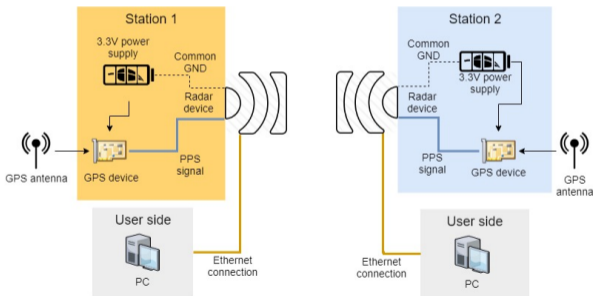 Station 1
3.3V power
supply
Common
GND
Radar
device
PPS
signal
GPS antenna
GPS device
User side
PC
Ethernet
connection
Station 2
Common
GND
3.3V power
supply
Radar
device
PPS
signal
GPS device
GPS
antenna
User side
PC
Ethernet
connection